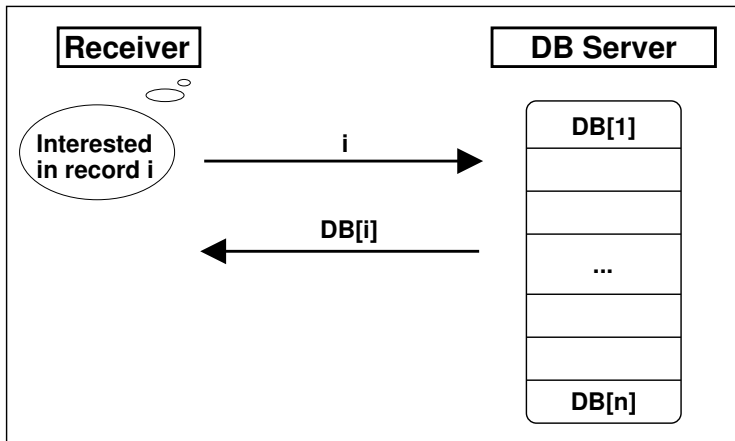 Receiver
DB Server
Interested
in record i
i
DB[i]
DB[1]
...
DB[n]